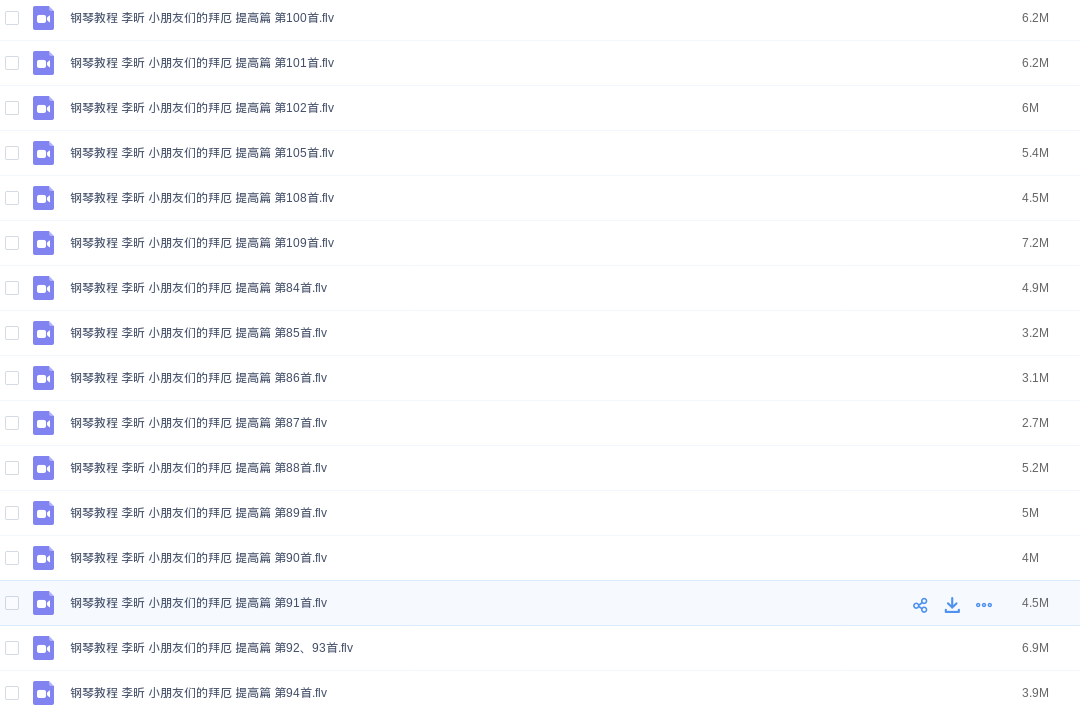 钢琴教程 李昕 小朋友们的拜厄 提高篇 第100首.flv 6.2M
钢琴教程 李昕 小朋友们的拜厄 提高篇 第101首.flv 6.2M
钢琴教程 李昕 小朋友们的拜厄 提高篇 第102首.flv 6M
钢琴教程 李昕 小朋友们的拜厄 提高篇 第105首.flv 5.4M
钢琴教程 李昕 小朋友们的拜厄 提高篇 第108首.flv 4.5M
钢琴教程 李昕 小朋友们的拜厄 提高篇 第109首.flv 7.2M
钢琴教程 李昕 小朋友们的拜厄 提高篇 第84首.flv 4.9M
钢琴教程 李昕 小朋友们的拜厄 提高篇 第85首.flv 3.2M
钢琴教程 李昕 小朋友们的拜厄 提高篇 第86首.flv 3.1M
钢琴教程 李昕 小朋友们的拜厄 提高篇 第87首.flv 2.7M
钢琴教程 李昕 小朋友们的拜厄 提高篇 第88首.flv 5.2M
钢琴教程 李昕 小朋友们的拜厄 提高篇 第89首.flv 5M
钢琴教程 李昕 小朋友们的拜厄 提高篇 第90首.flv 4M
钢琴教程 李昕 小朋友们的拜厄 提高篇 第91首.flv 4.5M
钢琴教程 李昕 小朋友们的拜厄 提高篇 第92、93首.flv 6.9M
钢琴教程 李昕 小朋友们的拜厄 提高篇 第94首.flv 3.9M